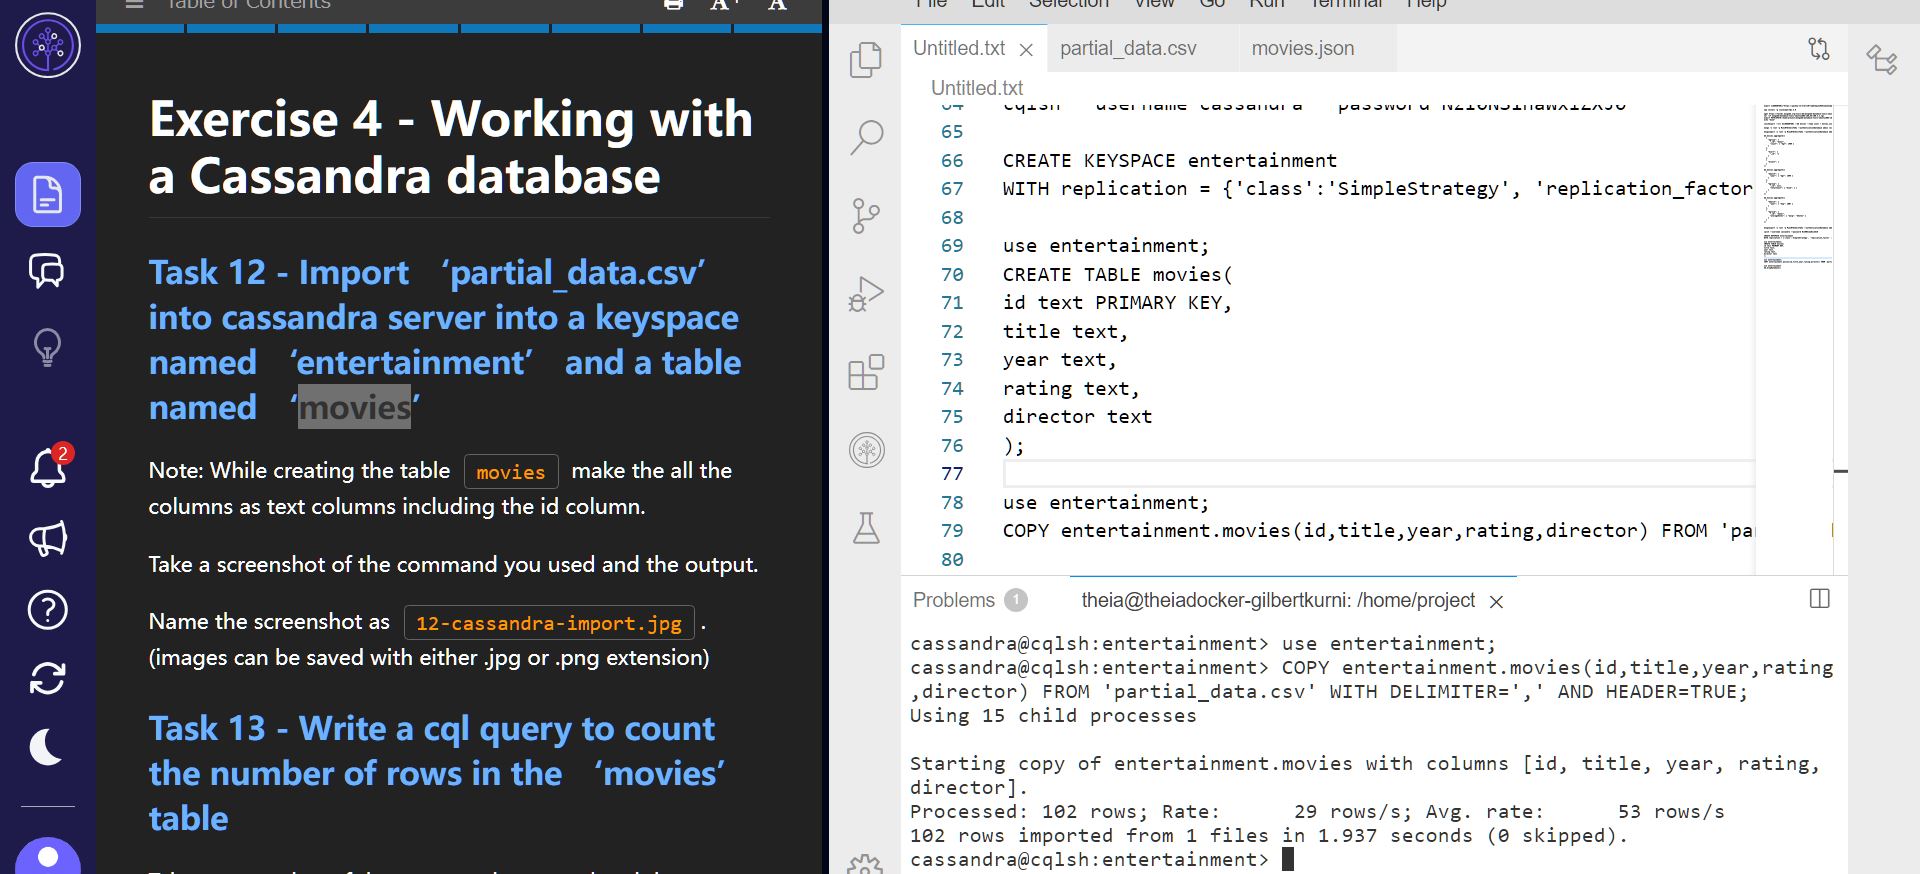 Table of Contents
Exercise 4 - Working with
a Cassandra database
Task 12 - Import ‘partial_data.csv’
into cassandra server into a keyspace
named ‘entertainment’ and a table
named ‘movies’
Note: While creating the table movies make the all the
columns as text columns including the id column.
Take a screenshot of the command you used and the output.
Name the screenshot as 12-cassandra-import.jpg .
(images can be saved with either .jpg or .png extension)
Task 13 - Write a cql query to count
the number of rows in the ‘movies’
table
2
File Edit Selection View Go Run Terminal Help
Untitled.txt partial_data.csv movies.json
Untitled.txt
64 cqlsh username cassandra password
65
66 CREATE KEYSPACE entertainment
67 WITH replication = {'class':'SimpleStrategy', 'replication_factor
68
69 use entertainment;
70 CREATE TABLE movies(
71 id text PRIMARY KEY,
72 title text,
73 year text,
74 rating text,
75 director text
76 );
77
78 use entertainment;
79 COPY entertainment.movies(id,title,year,rating,director) FROM 'pa
80
Problems 1 theia@theiadocker-gilbertkurni: /home/project
cassandra@cqlsh:entertainment> use entertainment;
cassandra@cqlsh:entertainment> COPY entertainment.movies(id,title,year,rating
,director) FROM 'partial_data.csv' WITH DELIMITER=',' AND HEADER=TRUE;
Using 15 child processes
Starting copy of entertainment.movies with columns [id, title, year, rating,
director].
Processed: 102 rows; Rate: 29 rows/s; Avg. rate: 53 rows/s
102 rows imported from 1 files in 1.937 seconds (0 skipped).
cassandra@cqlsh:entertainment>